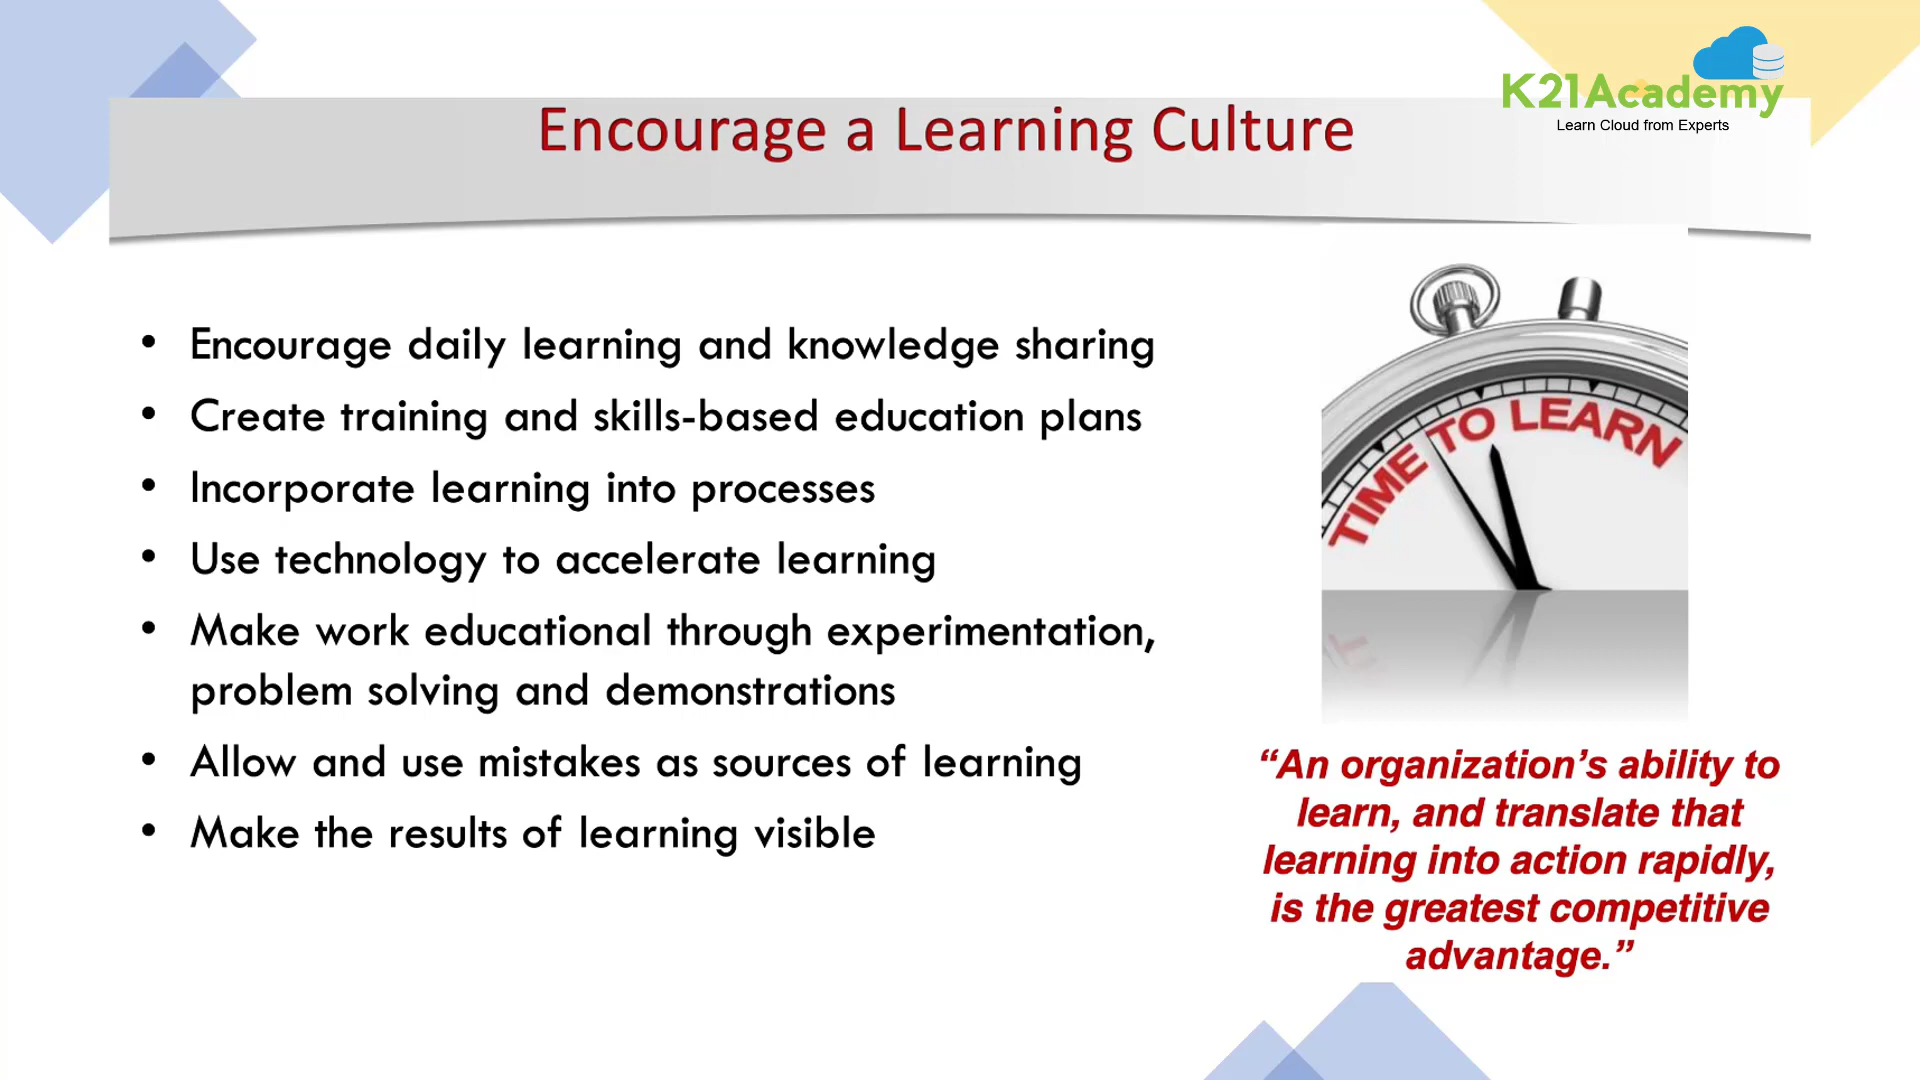 K21Academy
Learn Cloud from Experts
Encourage a Learning Culture
• Encourage daily learning and knowledge sharing
• Create training and skills-based education plans
• Incorporate learning into processes
• Use technology to accelerate learning
• Make work educational through experimentation,
problem solving and demonstrations
• Allow and use mistakes as sources of learning
• Make the results of learning visible
TIME TO LEARN
“An organization’s ability to
learn, and translate that
learning into action rapidly,
is the greatest competitive
advantage.”